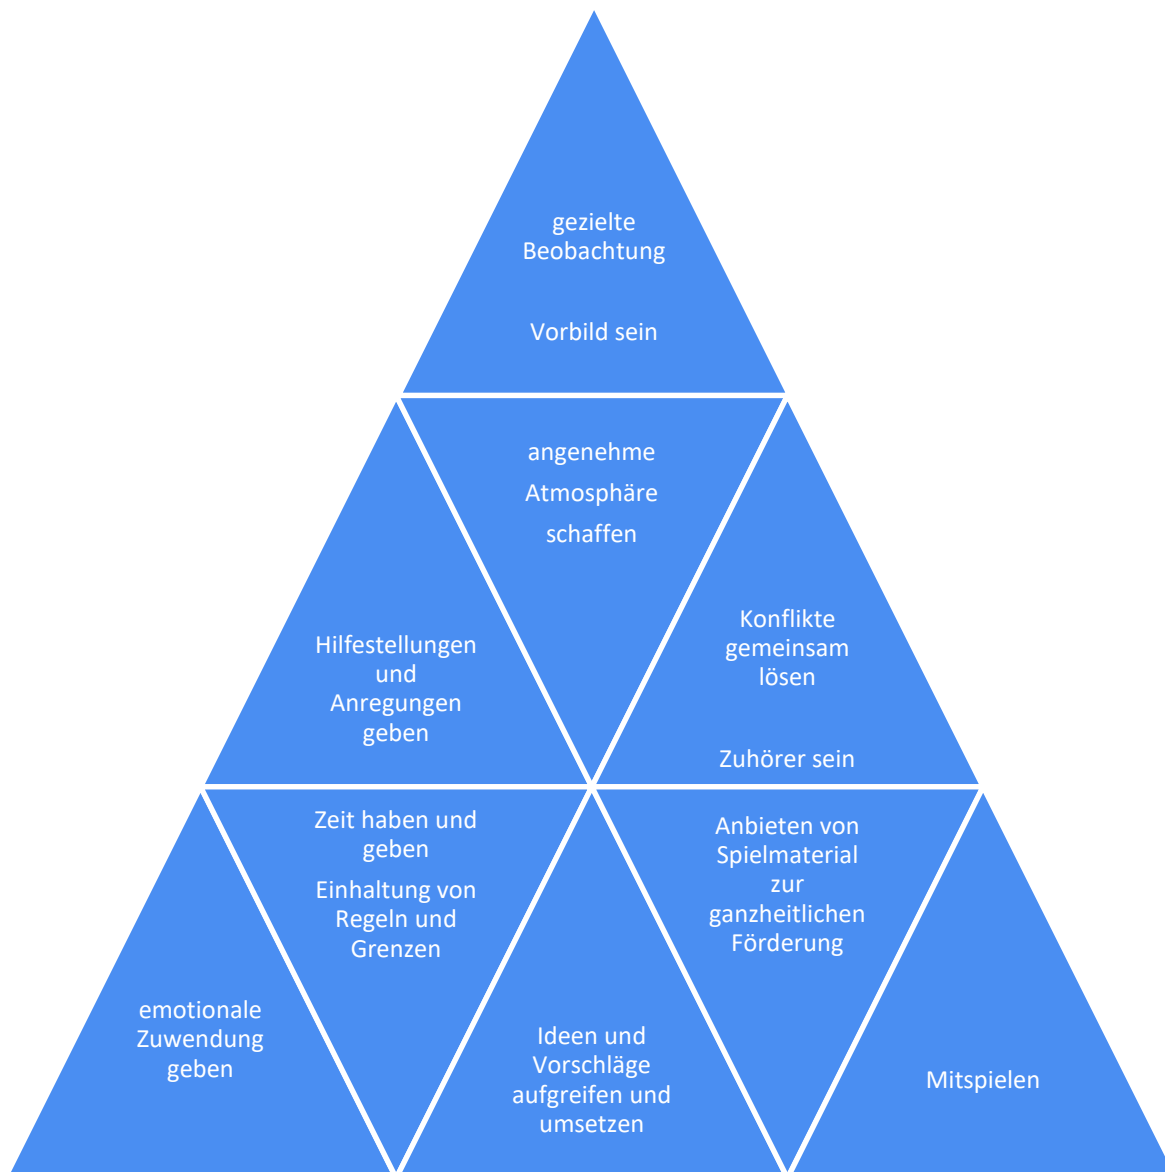 gezielte
Beobachtung
Vorbild sein
angenehme
Atmosphäre
schaffen
Hilfestellungen
und
Anregungen
geben
Konflikte
gemeinsam
lösen
Zuhörer sein
emotionale
Zuwendung
geben
Zeit haben und
geben
Einhaltung von
Regeln und
Grenzen
Ideen und
Vorschläge
aufgreifen und
umsetzen
Anbieten von
Spielmaterial
zur
ganzheitlichen
Förderung
Mitspielen